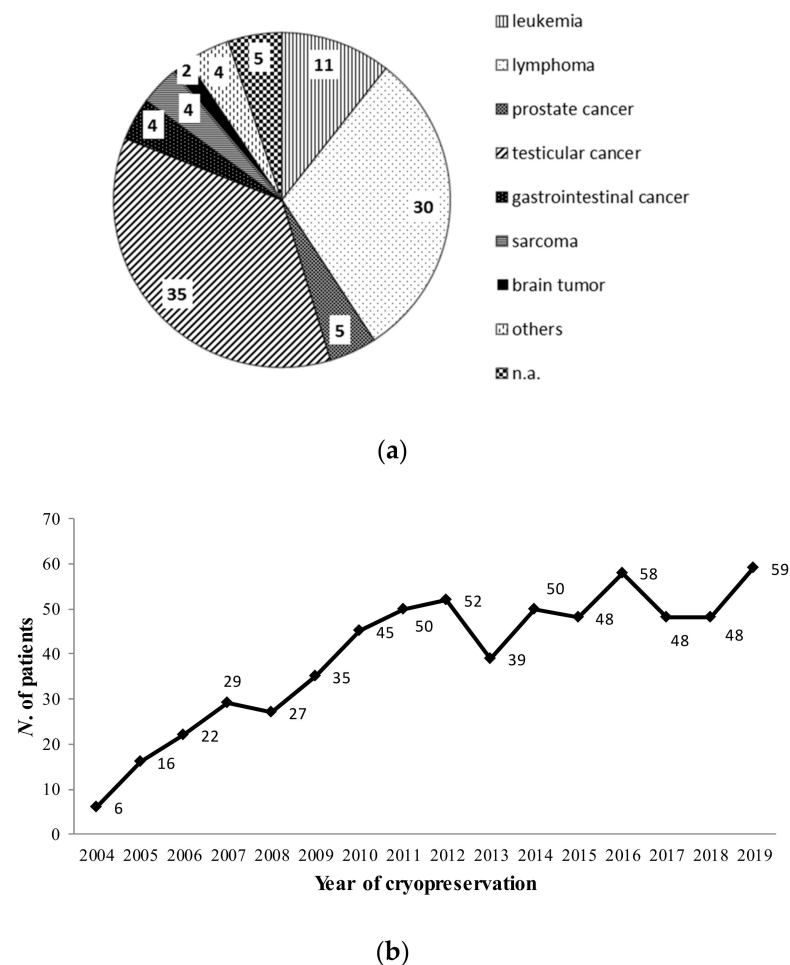 leukemia
lymphoma
prostate cancer
testicular cancer
gastrointestinal cancer
sarcoma
brain tumor
others
n.a.
11
30
5
35
4
4
2
4
5
(a)
70
60
50
40
30
20
10
0
N. of patients
6
16
22
29
27
35
45
50
52
39
50
48
58
48
48
59
2004 2005 2006 2007 2008 2009 2010 2011 2012 2013 2014 2015 2016 2017 2018 2019
Year of cryopreservation
(b)